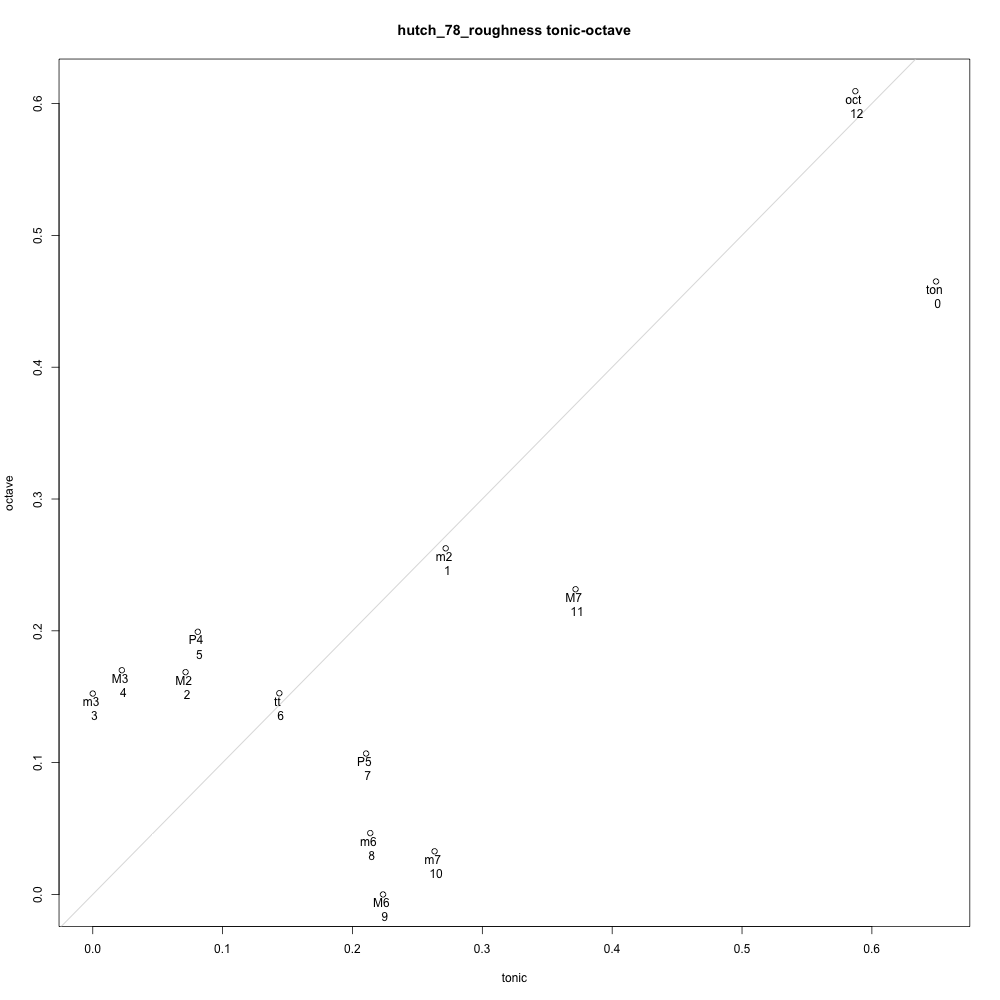 hutch_78_roughness tonic-octave
octave
0.6
0.5
0.4
0.3
0.2
0.1
0.0
oct
12
ton
0
m2
1
M7
11
P4
5
M3
4
M2
2
m3
3
tt
6
P5
7
m6
8
m7
10
M6
9
0.0 0.1 0.2 0.3 0.4 0.5 0.6
tonic